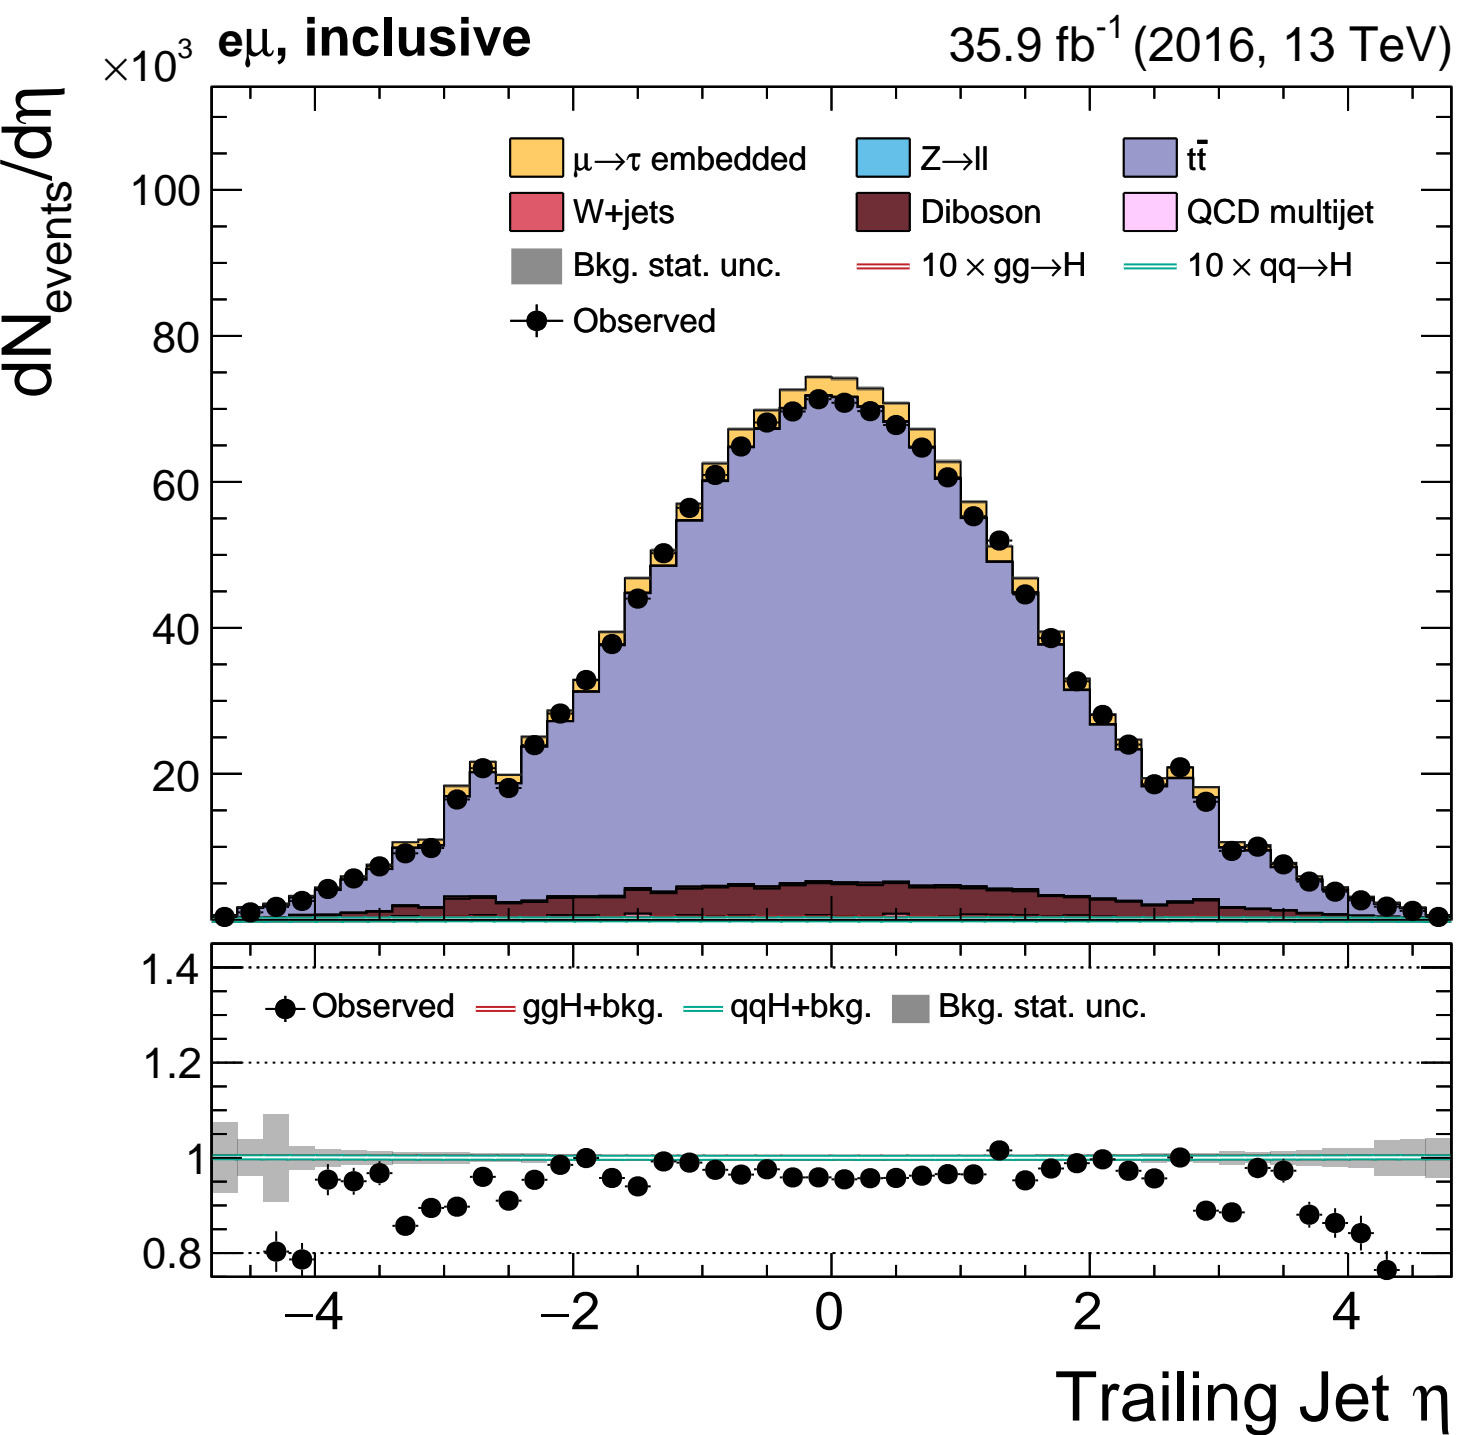 ×10³ eμ, inclusive 35.9 fb⁻¹ (2016, 13 TeV)
dN_events/dη
μ→τ embedded Z→ll tt̄
W+jets Diboson QCD multijet
Bkg. stat. unc. 10 × gg→H 10 × qq→H
Observed
100
80
60
40
20
1.4
Observed ggH+bkg. qqH+bkg. Bkg. stat. unc.
1.2
1
0.8
−4 −2 0 2 4
Trailing Jet η